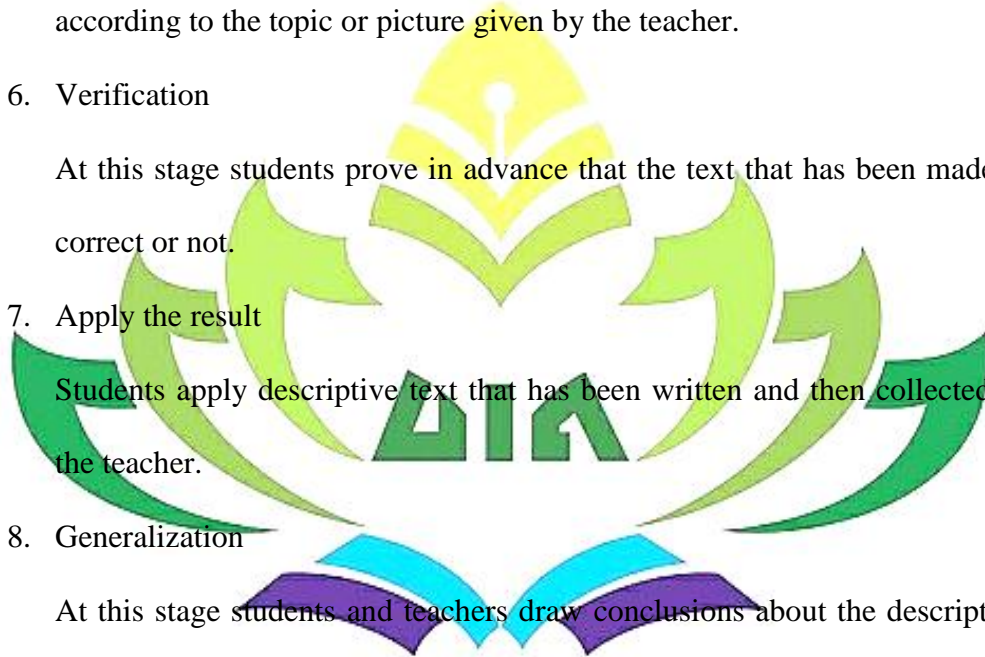 according to the topic or picture given by the teacher.
6. Verification
At this stage students prove in advance that the text that has been made
correct or not.
7. Apply the result
Students apply descriptive text that has been written and then collected
the teacher.
8. Generalization
At this stage students and teachers draw conclusions about the descript